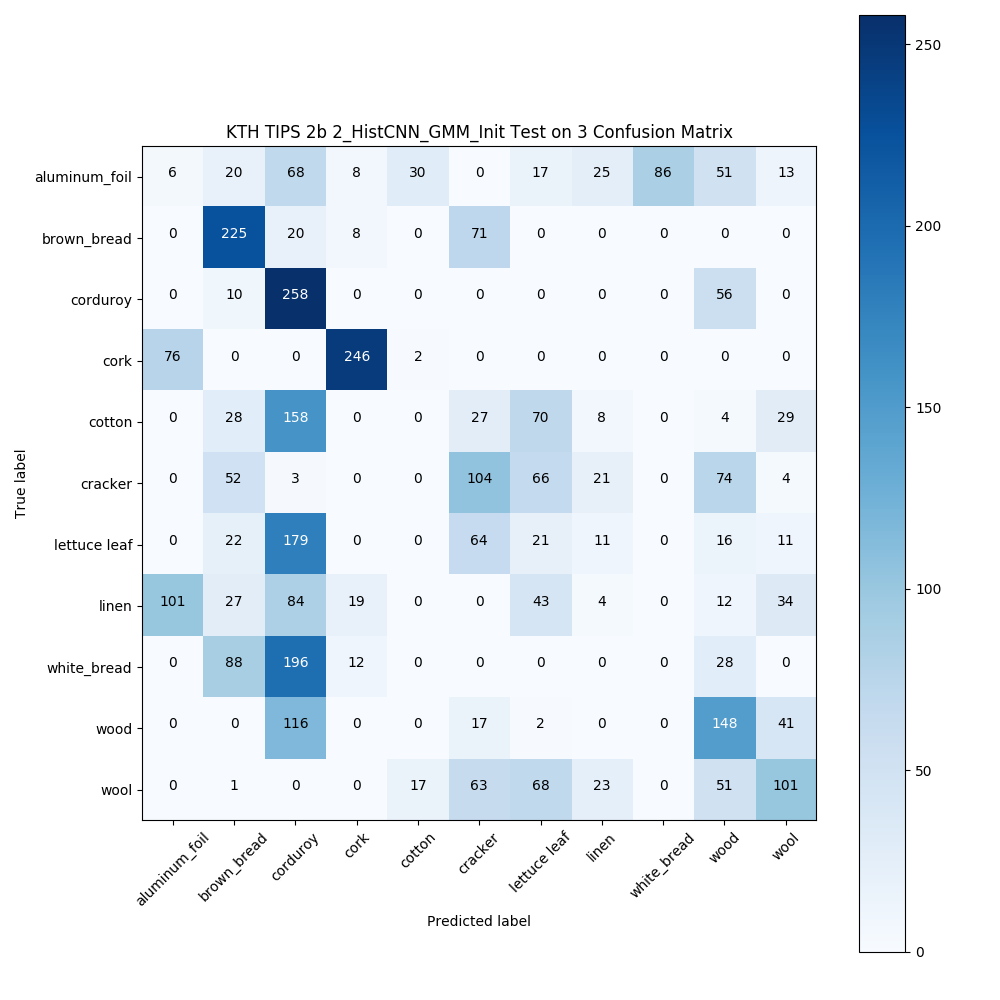 KTH TIPS 2b 2_HistCNN_GMM_Init Test on 3 Confusion Matrix
aluminum_foil 6 20 68 8 30 0 17 25 86 51 13
brown_bread 0 225 20 8 0 71 0 0 0 0 0
corduroy 0 10 258 0 0 0 0 0 0 56 0
cork 76 0 0 246 2 0 0 0 0 0 0
cotton 0 28 158 0 0 27 70 8 0 4 29
cracker 0 52 3 0 0 104 66 21 0 74 4
lettuce leaf 0 22 179 0 0 64 21 11 0 16 11
linen 101 27 84 19 0 0 43 4 0 12 34
white_bread 0 88 196 12 0 0 0 0 0 28 0
wood 0 0 116 0 0 17 2 0 0 148 41
wool 0 1 0 0 17 63 68 23 0 51 101
True label
aluminum_foil brown_bread corduroy cork cotton cracker lettuce leaf linen white_bread wood wool
Predicted label
250
200
150
100
50
0